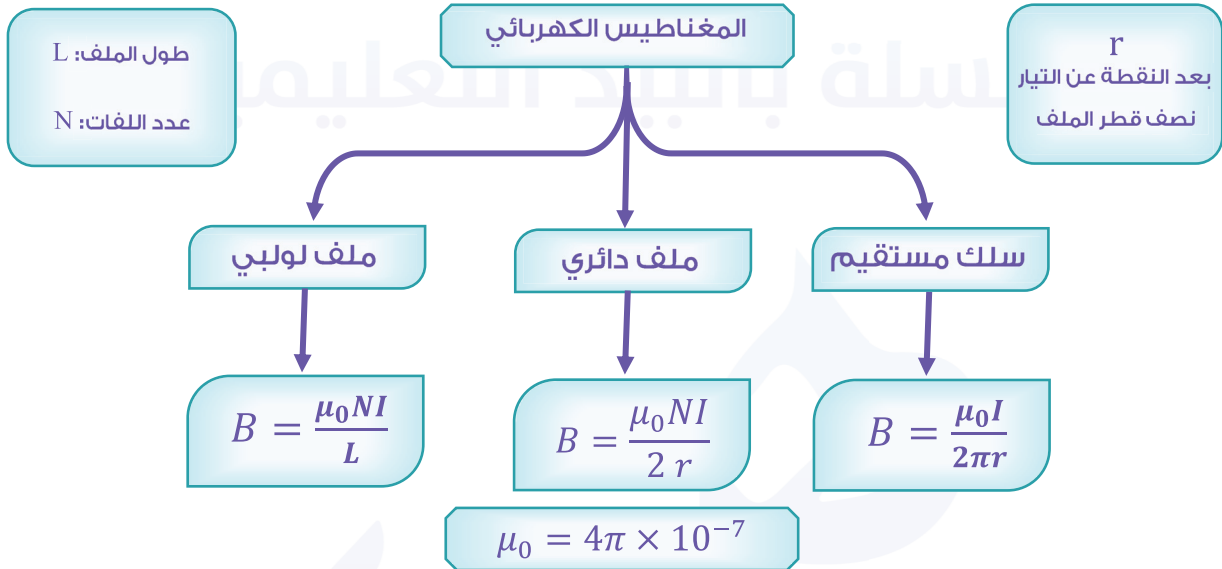 المغناطيس الكهربائي
r
بعد النقطة عن التيار
نصف قطر الملف
طول الملف: L
عدد اللفات: N
سلك مستقيم
ملف دائري
ملف لولبي
B = μ₀I / 2πr
B = μ₀NI / 2 r
B = μ₀NI / L
μ₀ = 4π × 10⁻⁷